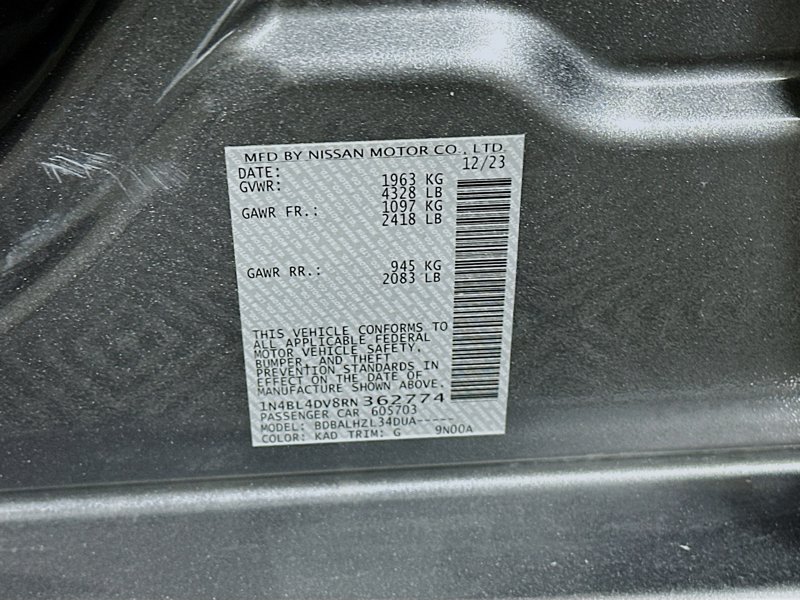 MFD BY NISSAN MOTOR CO., LTD.
DATE: 12/23
GVWR: 1963 KG
4328 LB
GAWR FR.: 1097 KG
2418 LB
GAWR RR.: 945 KG
2083 LB
THIS VEHICLE CONFORMS TO
ALL APPLICABLE FEDERAL
MOTOR VEHICLE SAFETY,
BUMPER, AND THEFT
PREVENTION STANDARDS IN
EFFECT ON THE DATE OF
MANUFACTURE SHOWN ABOVE.
1N4BL4DV8RN362774
PASSENGER CAR 605703
MODEL: BDBALHZL34DUA-----
COLOR: KAD TRIM: G 9N00A